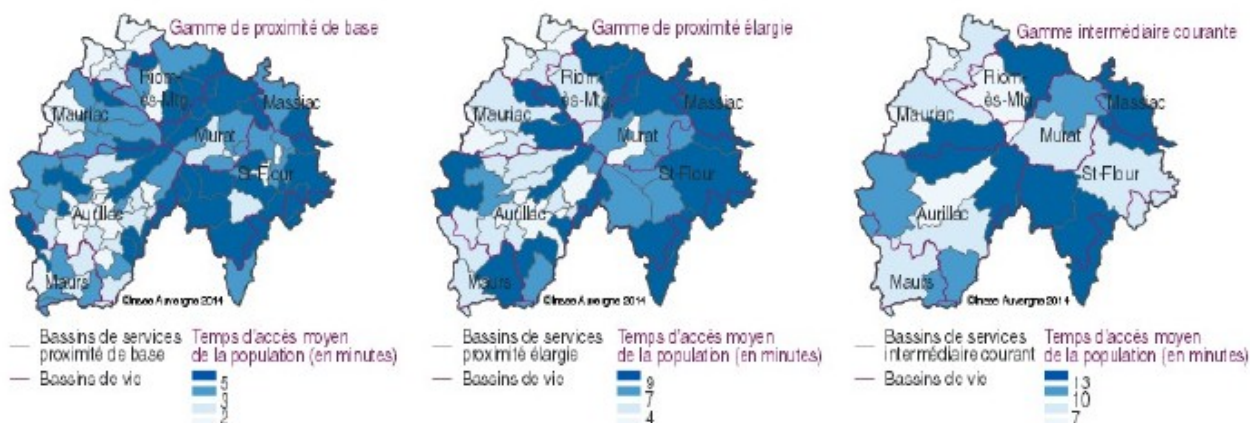 Gamme de proximité de base
Riom-
ès-Mtg
Massiac
Mauriac
Murat
St-Flour
Aurillac
Maurs
©Insee Auvergne 2014
Bassins de services
proximité de base
Bassins de vie
Temps d'accès moyen
de la population (en minutes)
5
3
Gamme de proximité élargie
Riom-
ès-Mtg
Massiac
Mauriac
Murat
St-Flour
Aurillac
Maurs
©Insee Auvergne 2014
Bassins de services
proximité élargie
Bassins de vie
Temps d'accès moyen
de la population (en minutes)
9
7
4
Gamme intermédiaire courante
Riom-
ès-Mtg
Massiac
Mauriac
Murat
St-Flour
Aurillac
Maurs
©Insee Auvergne 2014
Bassins de services
intermédiaire courant
Bassins de vie
Temps d'accès moyen
de la population (en minutes)
13
10
7